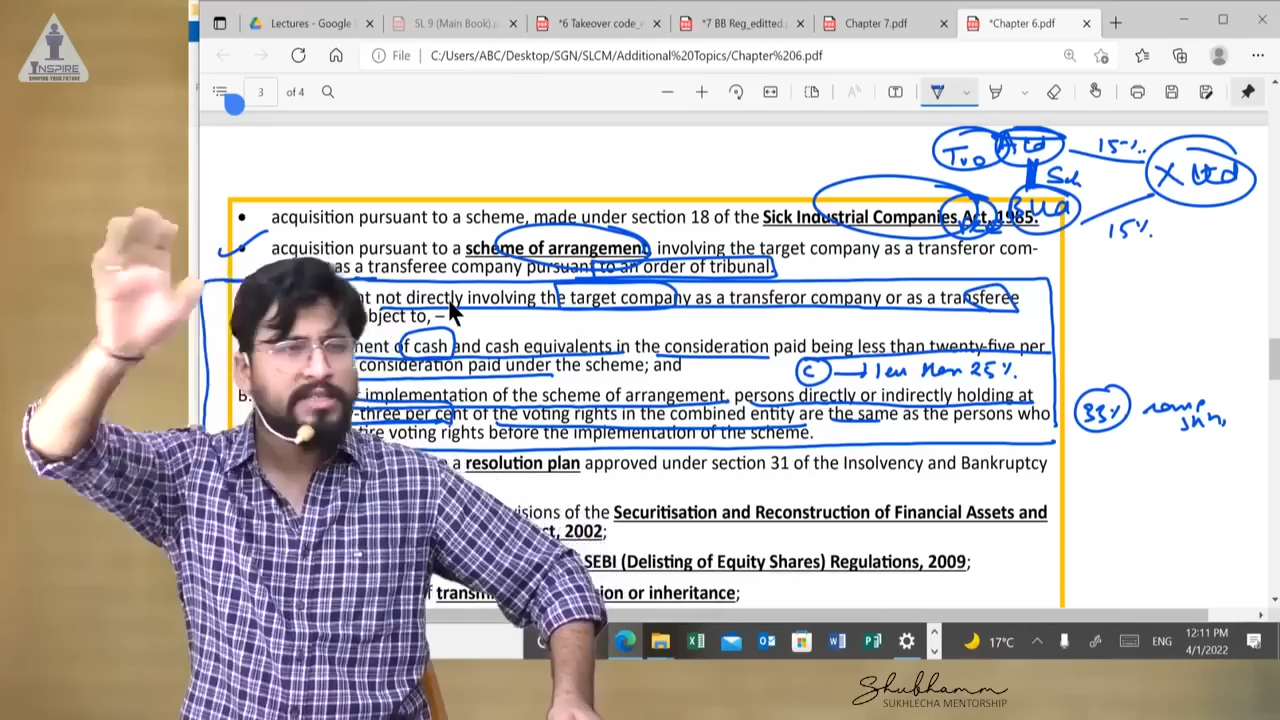 INSPIRE
SHAPING YOUR FUTURE
Lectures - Google
SL 9 (Main Book).p
*6 Takeover code_e
*7 BB Reg_editted.p
Chapter 7.pdf
*Chapter 6.pdf
File C:/Users/ABC/Desktop/SGN/SLCM/Additional%20Topics/Chapter%206.pdf
3 of 4
15%
X Ltd
Sch
15%
• acquisition pursuant to a scheme, made under section 18 of the Sick Industrial Companies Act, 1985.
• acquisition pursuant to a scheme of arrangement involving the target company as a transferor com-
as a transferee company pursuant to an order of tribunal.
not directly involving the target company as a transferor company or as a transferee
bject to, –
of cash and cash equivalents in the consideration paid being less than twenty-five per
consideration paid under the scheme; and
C → less than 25%
B. implementation of the scheme of arrangement, persons directly or indirectly holding at
-three per cent of the voting rights in the combined entity are the same as the persons who
voting rights before the implementation of the scheme.
33%
a resolution plan approved under section 31 of the Insolvency and Bankruptcy
visions of the Securitisation and Reconstruction of Financial Assets and
ct, 2002;
SEBI (Delisting of Equity Shares) Regulations, 2009;
or inheritance;
17°C
ENG
12:11 PM
4/1/2022
Shubhamm
SUKHLECHA MENTORSHIP